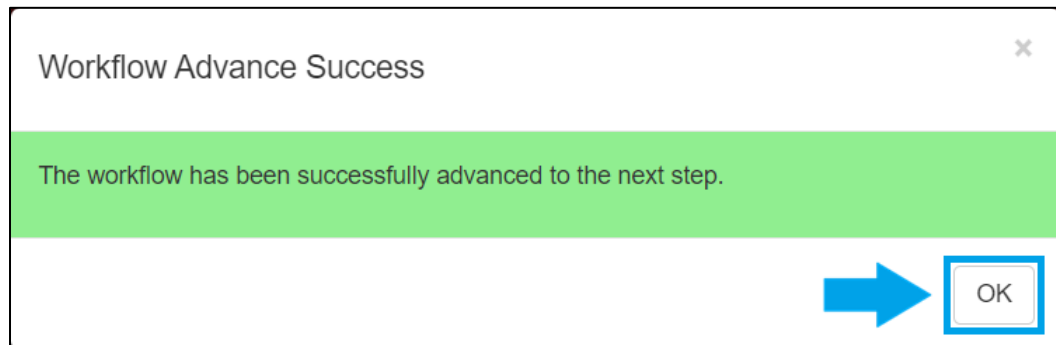 Workflow Advance Success
The workflow has been successfully advanced to the next step.
OK